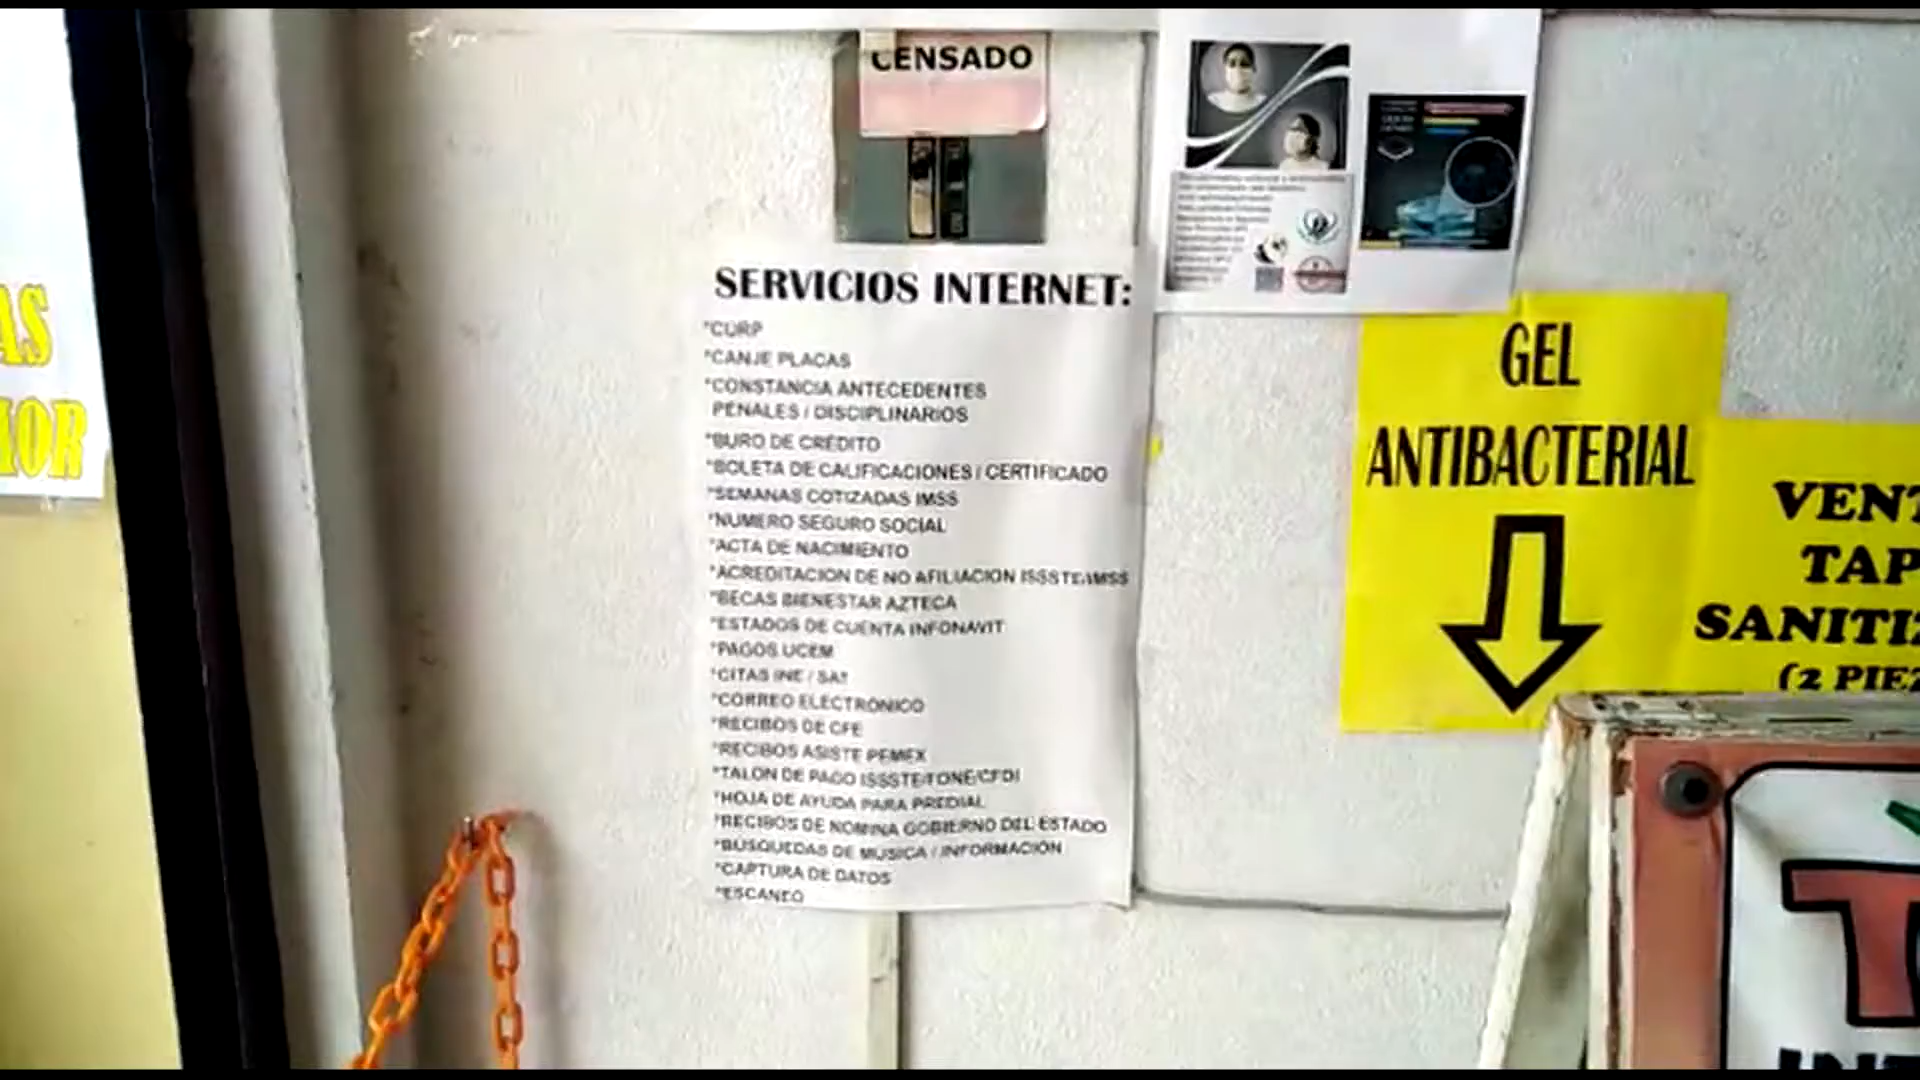 AS
MOR
CENSADO
SERVICIOS INTERNET:
*CURP
*CANJE PLACAS
*CONSTANCIA ANTECEDENTES
PENALES / DISCIPLINARIOS
*BURO DE CREDITO
*BOLETA DE CALIFICACIONES / CERTIFICADO
*SEMANAS COTIZADAS IMSS
*NUMERO SEGURO SOCIAL
*ACTA DE NACIMIENTO
*ACREDITACION DE NO AFILIACION ISSSTE/IMSS
*BECAS BIENESTAR AZTECA
*ESTADOS DE CUENTA INFONAVIT
*PAGOS UCEM
*CITAS INE / SAT
*CORREO ELECTRONICO
*RECIBOS DE CFE
*RECIBOS ASISTE PEMEX
*TALON DE PAGO ISSSTE/FONE/CFDI
*HOJA DE AYUDA PARA PREDIAL
*RECIBOS DE NOMINA GOBIERNO DEL ESTADO
*BUSQUEDAS DE MUSICA / INFORMACION
*CAPTURA DE DATOS
*ESCANEO
GEL
ANTIBACTERIAL
VENT
TAP
SANITIZ
(2 PIEZ